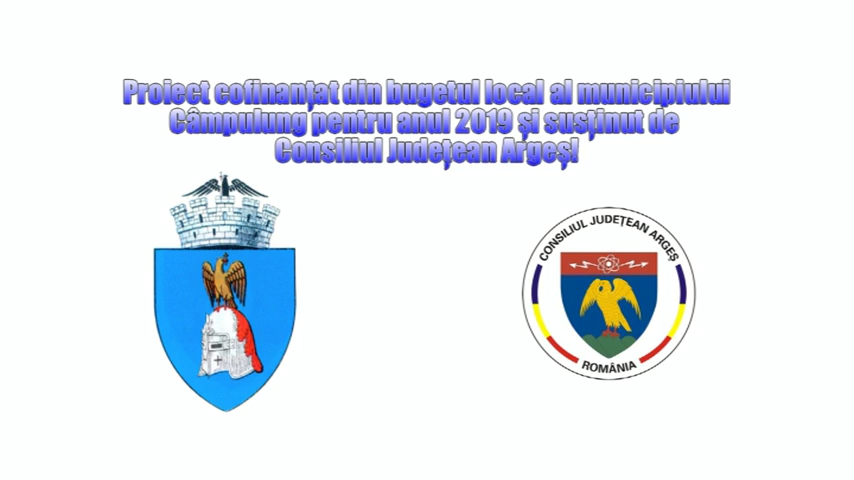 Proiect cofinanțat din bugetul local al municipiului
Câmpulung pentru anul 2019 și susținut de
Consiliul Județean Argeș!
CONSILIUL JUDEȚEAN ARGEȘ
ROMÂNIA